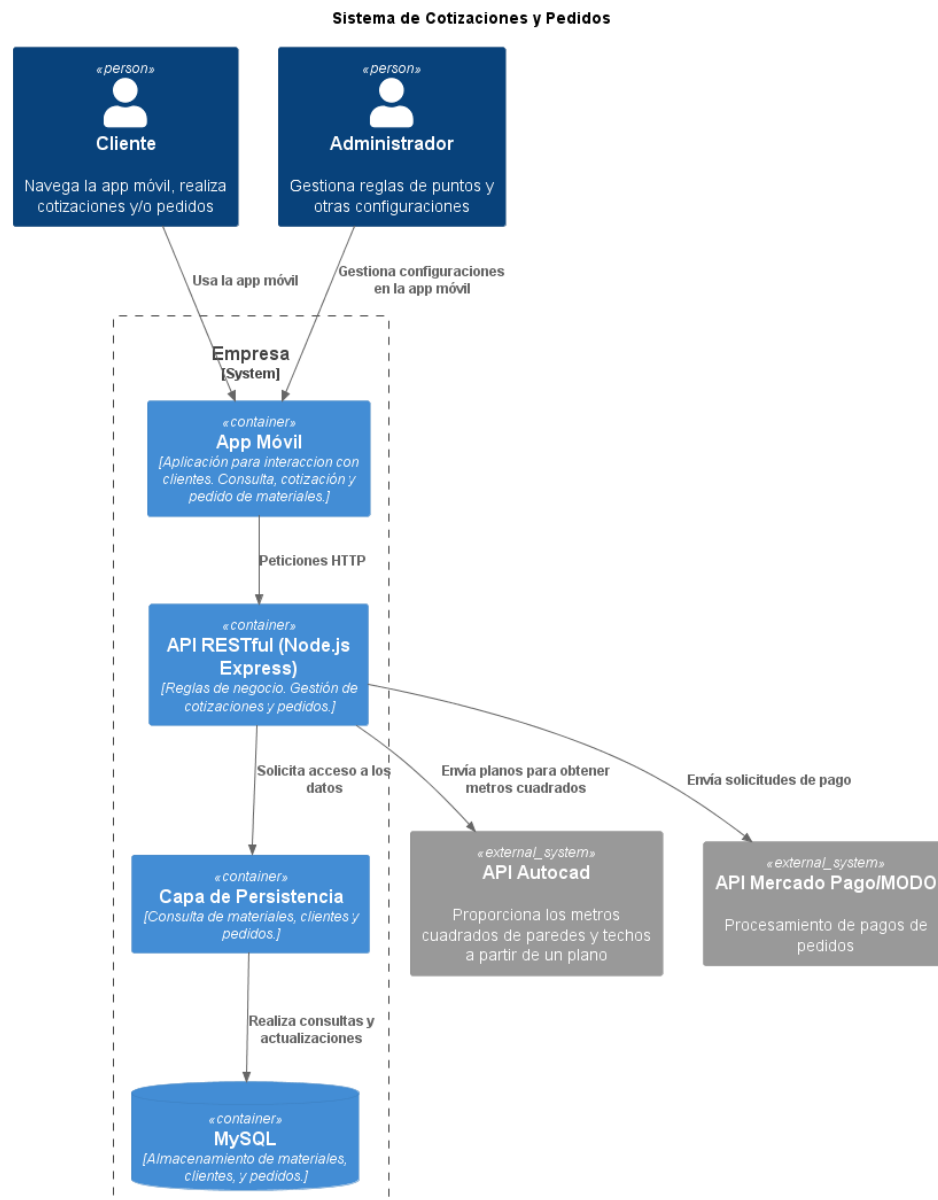 Sistema de Cotizaciones y Pedidos
«person»
Cliente
Navega la app móvil, realiza
cotizaciones y/o pedidos
«person»
Administrador
Gestiona reglas de puntos y
otras configuraciones
Usa la app móvil
Gestiona configuraciones
en la app móvil
Empresa
[System]
«container»
App Móvil
[Aplicación para interaccion con
clientes. Consulta, cotización y
pedido de materiales.]
Peticiones HTTP
«container»
API RESTful (Node.js
Express)
[Reglas de negocio. Gestión de
cotizaciones y pedidos.]
Solicita acceso a los
datos
Envía planos para obtener
metros cuadrados
Envía solicitudes de pago
«container»
Capa de Persistencia
[Consulta de materiales, clientes y
pedidos.]
«external_system»
API Autocad
Proporciona los metros
cuadrados de paredes y techos
a partir de un plano
«external_system»
API Mercado Pago/MODO
Procesamiento de pagos de
pedidos
Realiza consultas y
actualizaciones
«container»
MySQL
[Almacenamiento de materiales,
clientes, y pedidos.]